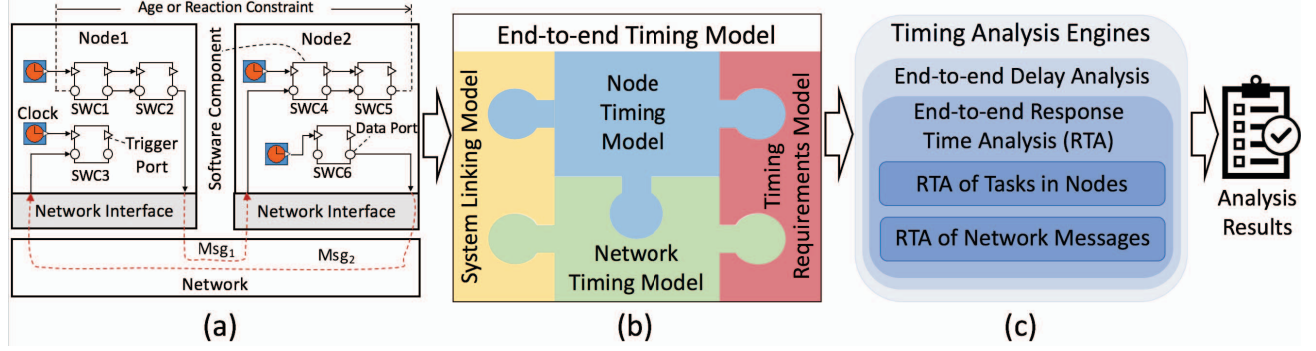 Age or Reaction Constraint
Node1
SWC1
SWC2
Clock
Trigger
Port
SWC3
Network Interface
Software Component
Node2
SWC4
SWC5
Data Port
SWC6
Network Interface
Msg1
Msg2
Network
(a)
End-to-end Timing Model
System Linking Model
Node
Timing
Model
Network
Timing Model
Timing
Requirements Model
(b)
Timing Analysis Engines
End-to-end Delay Analysis
End-to-end Response
Time Analysis (RTA)
RTA of Tasks in Nodes
RTA of Network Messages
(c)
Analysis
Results